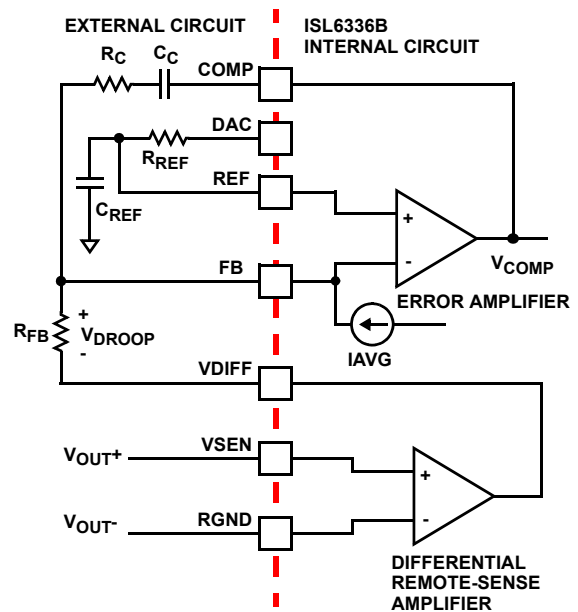 EXTERNAL CIRCUIT
ISL6336B
INTERNAL CIRCUIT
RC
CC
COMP
DAC
RREF
REF
CREF
+
-
VCOMP
FB
ERROR AMPLIFIER
IAVG
RFB
+
VDROOP
-
VDIFF
VOUT+
VSEN
+
-
VOUT-
RGND
DIFFERENTIAL
REMOTE-SENSE
AMPLIFIER